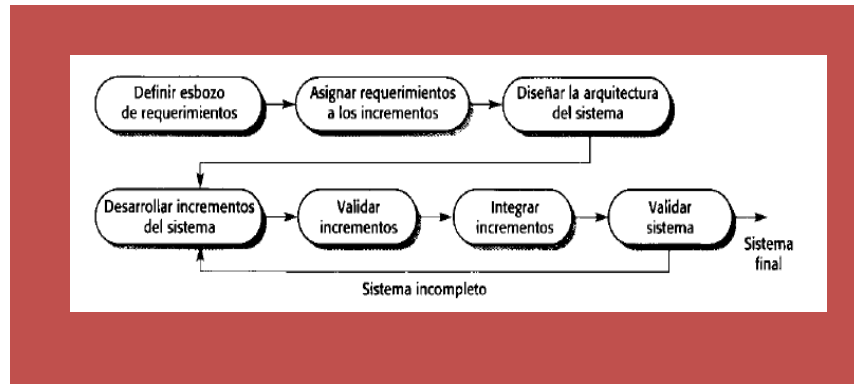 Definir esbozo
de requerimientos
Asignar requerimientos
a los incrementos
Diseñar la arquitectura
del sistema
Desarrollar incrementos
del sistema
Validar
incrementos
Integrar
incrementos
Validar
sistema
Sistema
final
Sistema incompleto